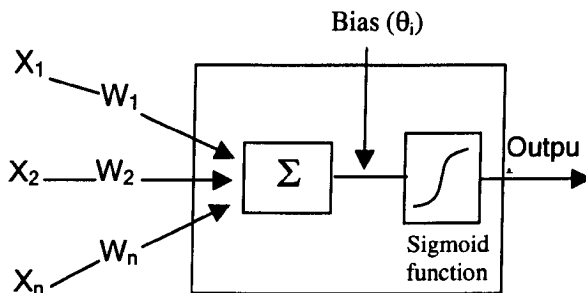 Bias (θi)
X1
W1
X2
W2
Σ
Outpu
Xn
Wn
Sigmoid
function